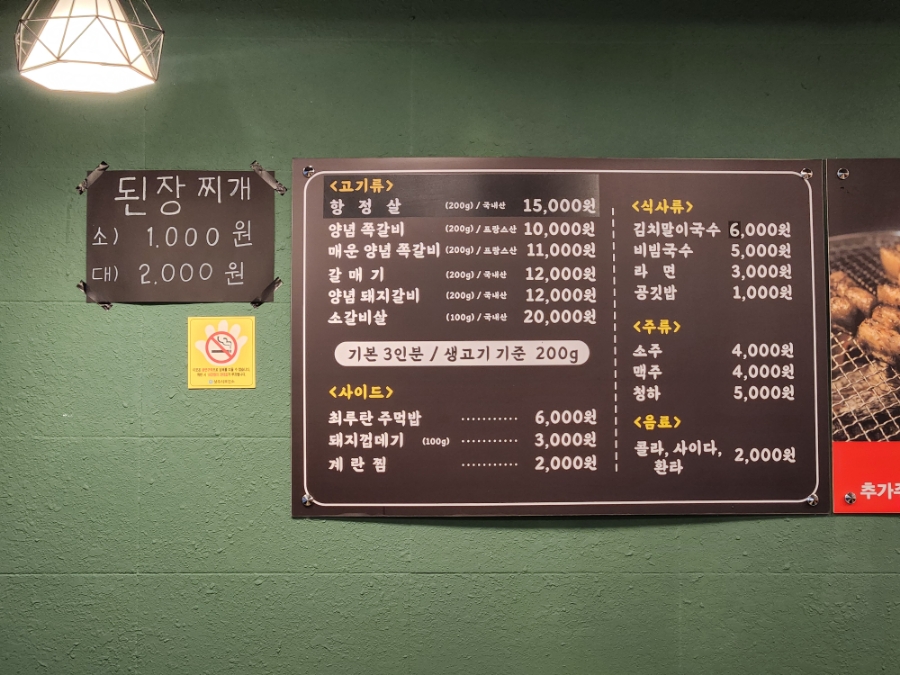 된장찌개
소) 1.000원
대) 2.000원
<고기류>
항 정 살 (200g) / 국내산 15,000원
양념 쪽갈비 (200g) / 프랑스산 10,000원
매운 양념 쪽갈비 (200g) / 프랑스산 11,000원
갈 매 기 (200g) / 국내산 12,000원
양념 돼지갈비 (200g) / 국내산 12,000원
소갈비살 (100g) / 국내산 20,000원
기본 3인분 / 생고기 기준 200g
<사이드>
최루탄 주먹밥 ........... 6,000원
돼지껍데기 (100g) ........... 3,000원
계 란 찜 ........... 2,000원
<식사류>
김치말이국수 6,000원
비빔국수 5,000원
라 면 3,000원
공깃밥 1,000원
<주류>
소주 4,000원
맥주 4,000원
청하 5,000원
<음료>
콜라, 사이다,
환타 2,000원
추가